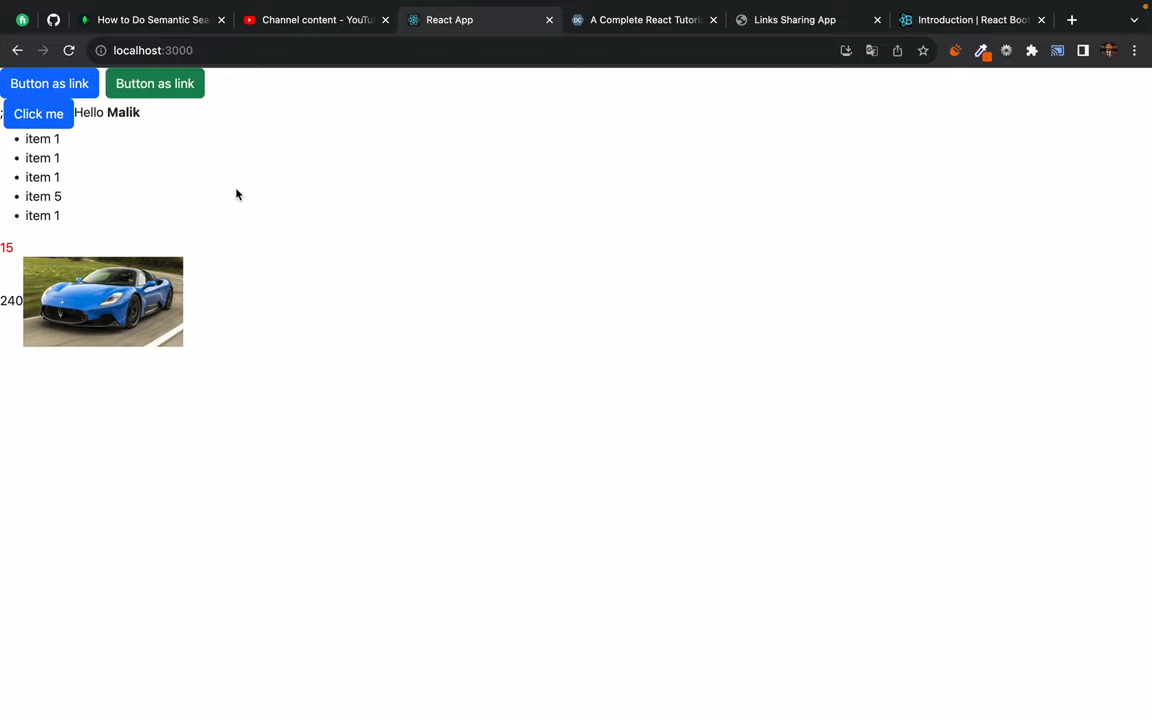 How to Do Semantic Sea
Channel content - YouTu
React App
A Complete React Tutoria
Links Sharing App
Introduction | React Boot
localhost:3000
Button as link
Button as link
;Click me Hello Malik
• item 1
• item 1
• item 1
• item 5
• item 1
15
240